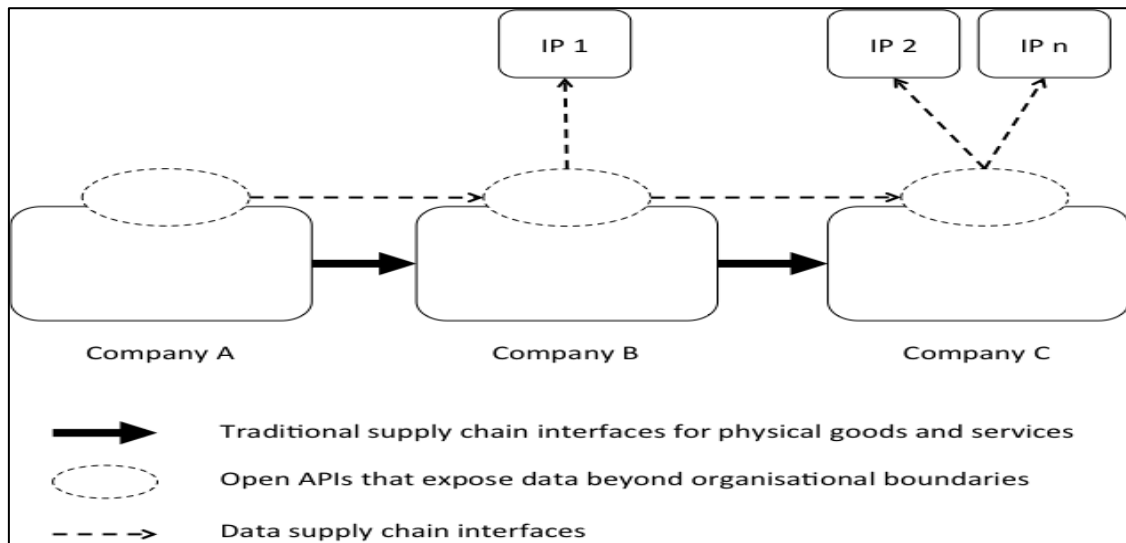 IP 1
IP 2
IP n
Company A
Company B
Company C
Traditional supply chain interfaces for physical goods and services
Open APIs that expose data beyond organisational boundaries
Data supply chain interfaces